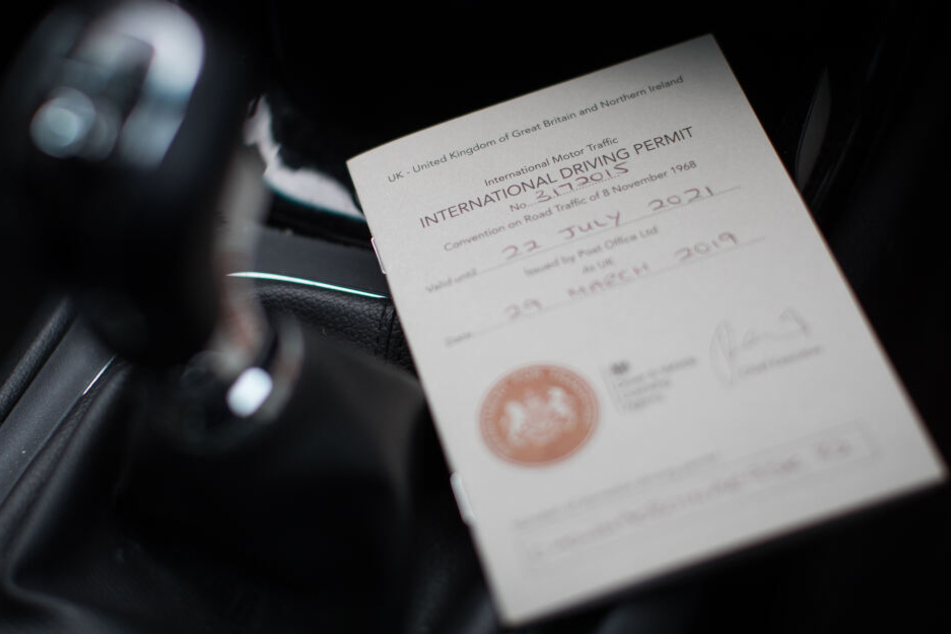 UK - United Kingdom of Great Britain and Northern Ireland
International Motor Traffic
INTERNATIONAL DRIVING PERMIT
No 3172015
Convention on Road Traffic of 8 November 1968
Valid until 22 JULY 2021
Issued by Post Office Ltd
At UK
Date 29 MARCH 2019